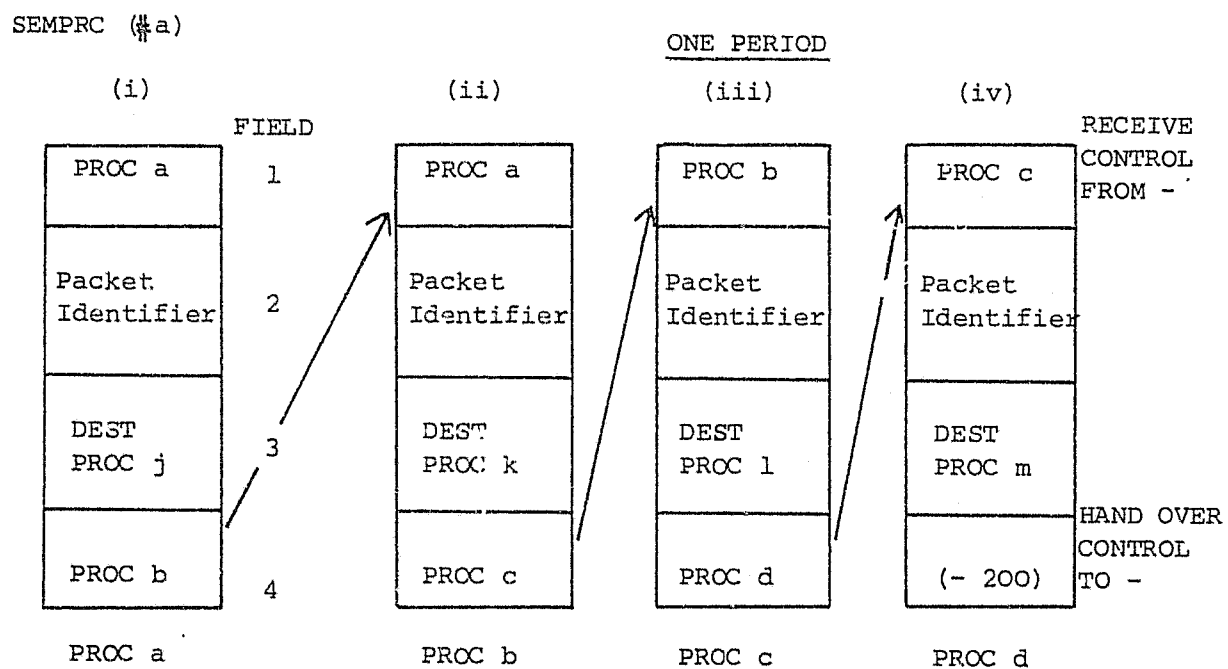 SEMPRC (#a)
ONE PERIOD
(i)
(ii)
(iii)
(iv)
FIELD
RECEIVE
CONTROL
FROM -
PROC a
1
PROC a
PROC b
PROC c
Packet
Identifier
2
Packet
Identifier
Packet
Identifier
Packet
Identifier
DEST
PROC j
3
DEST
PROC k
DEST
PROC l
DEST
PROC m
HAND OVER
CONTROL
TO -
PROC b
4
PROC c
PROC d
(- 200)
PROC a
PROC b
PROC c
PROC d